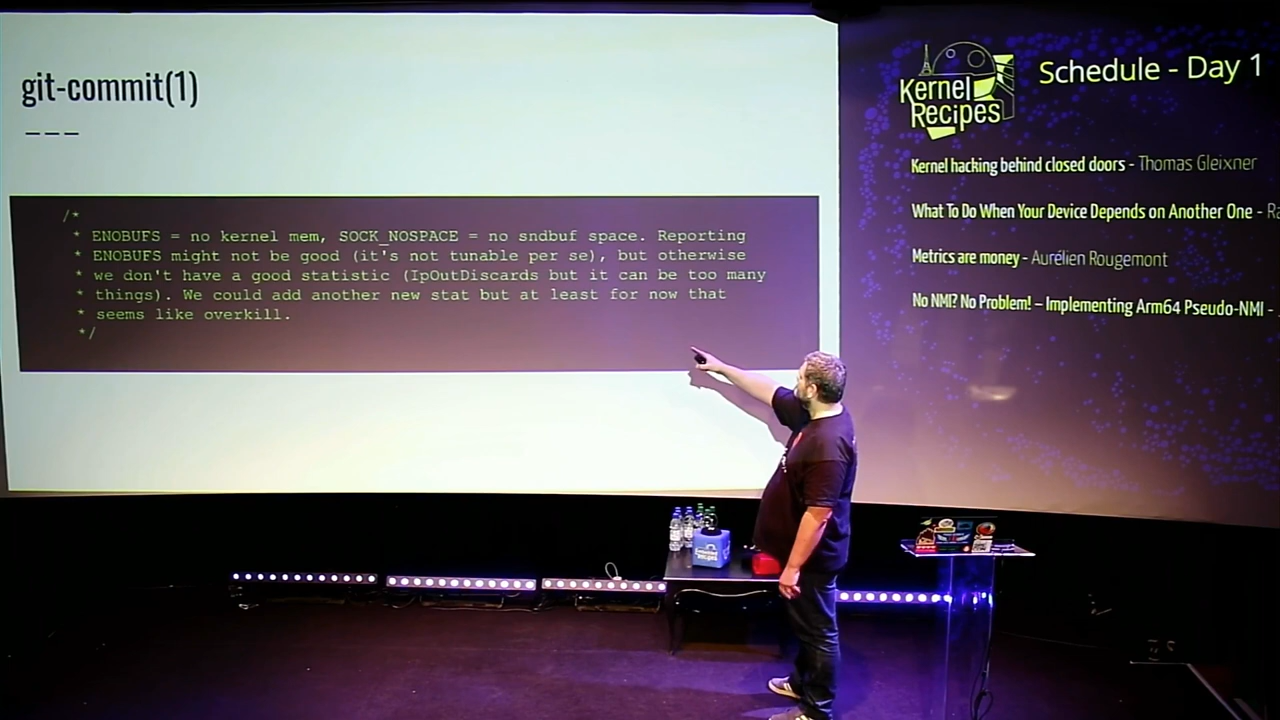 git-commit(1)
---
/*
* ENOBUFS = no kernel mem, SOCK_NOSPACE = no sndbuf space. Reporting
* ENOBUFS might not be good (it's not tunable per se), but otherwise
* we don't have a good statistic (IpOutDiscards but it can be too many
* things). We could add another new stat but at least for now that
* seems like overkill.
*/
Kernel
Recipes
Schedule - Day 1
Kernel hacking behind closed doors - Thomas Gleixner
What To Do When Your Device Depends on Another One -
Metrics are money - Aurélien Rougemont
No NMI? No Problem! – Implementing Arm64 Pseudo-NMI -